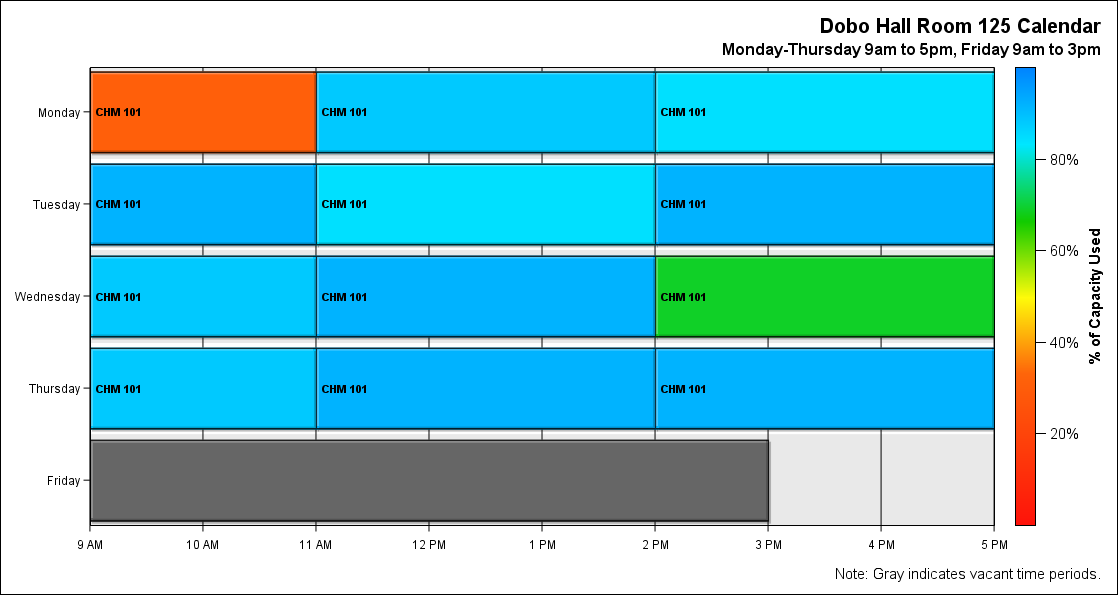 Dobo Hall Room 125 Calendar
Monday-Thursday 9am to 5pm, Friday 9am to 3pm
Monday
CHM 101
CHM 101
CHM 101
Tuesday
CHM 101
CHM 101
CHM 101
Wednesday
CHM 101
CHM 101
CHM 101
Thursday
CHM 101
CHM 101
CHM 101
Friday
9 AM
10 AM
11 AM
12 PM
1 PM
2 PM
3 PM
4 PM
5 PM
80%
60%
40%
20%
% of Capacity Used
Note: Gray indicates vacant time periods.